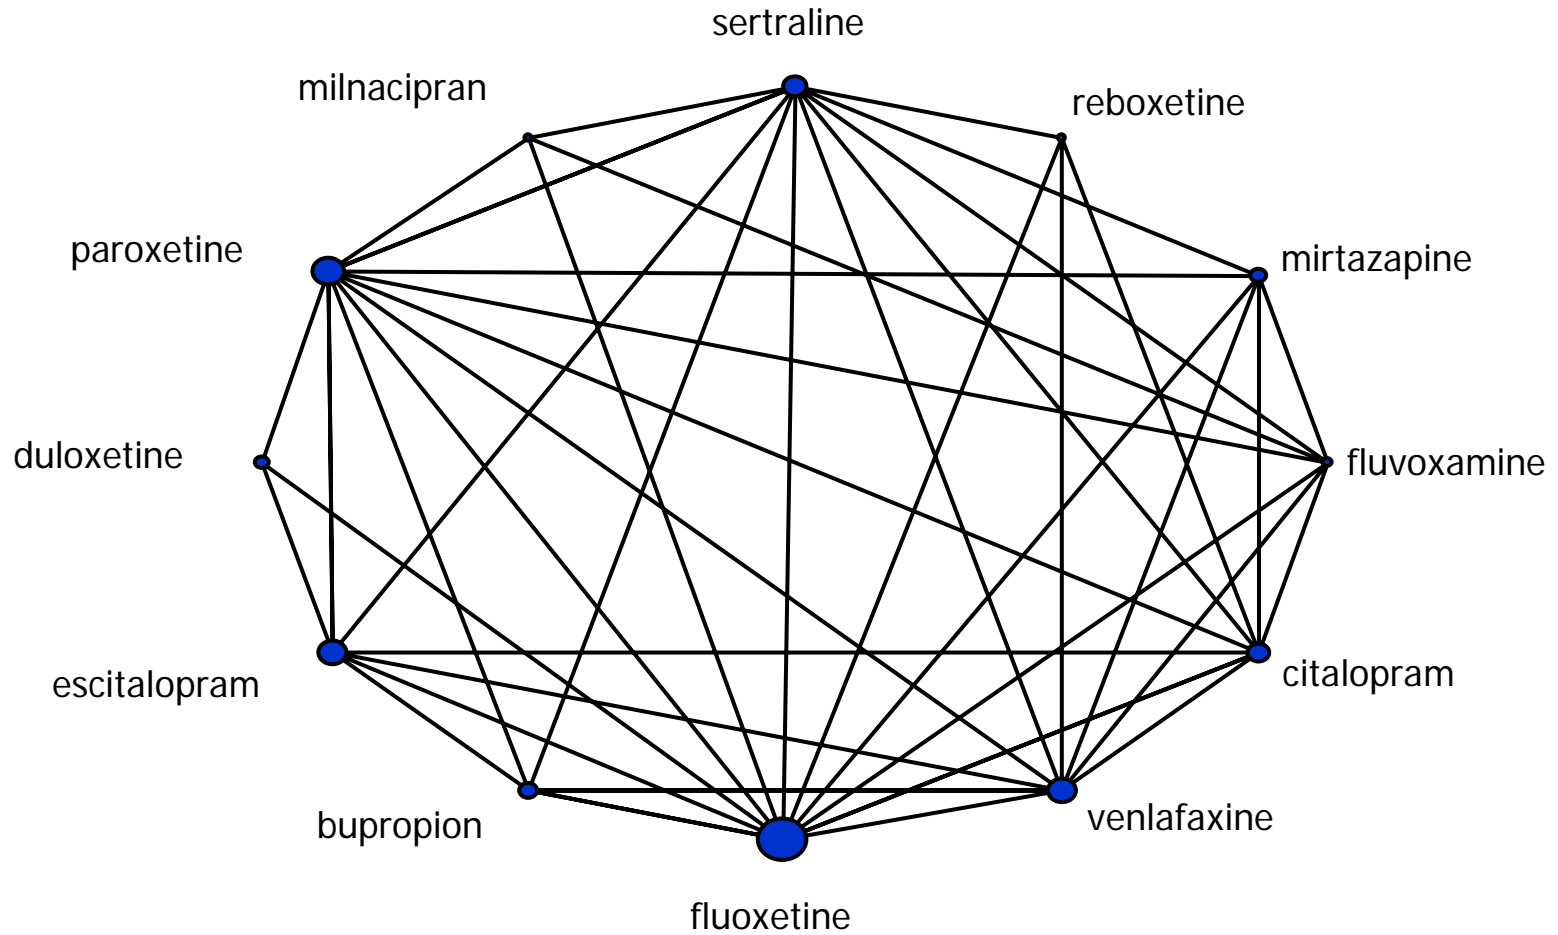 sertraline
milnacipran
reboxetine
paroxetine
mirtazapine
duloxetine
fluvoxamine
escitalopram
citalopram
bupropion
venlafaxine
fluoxetine